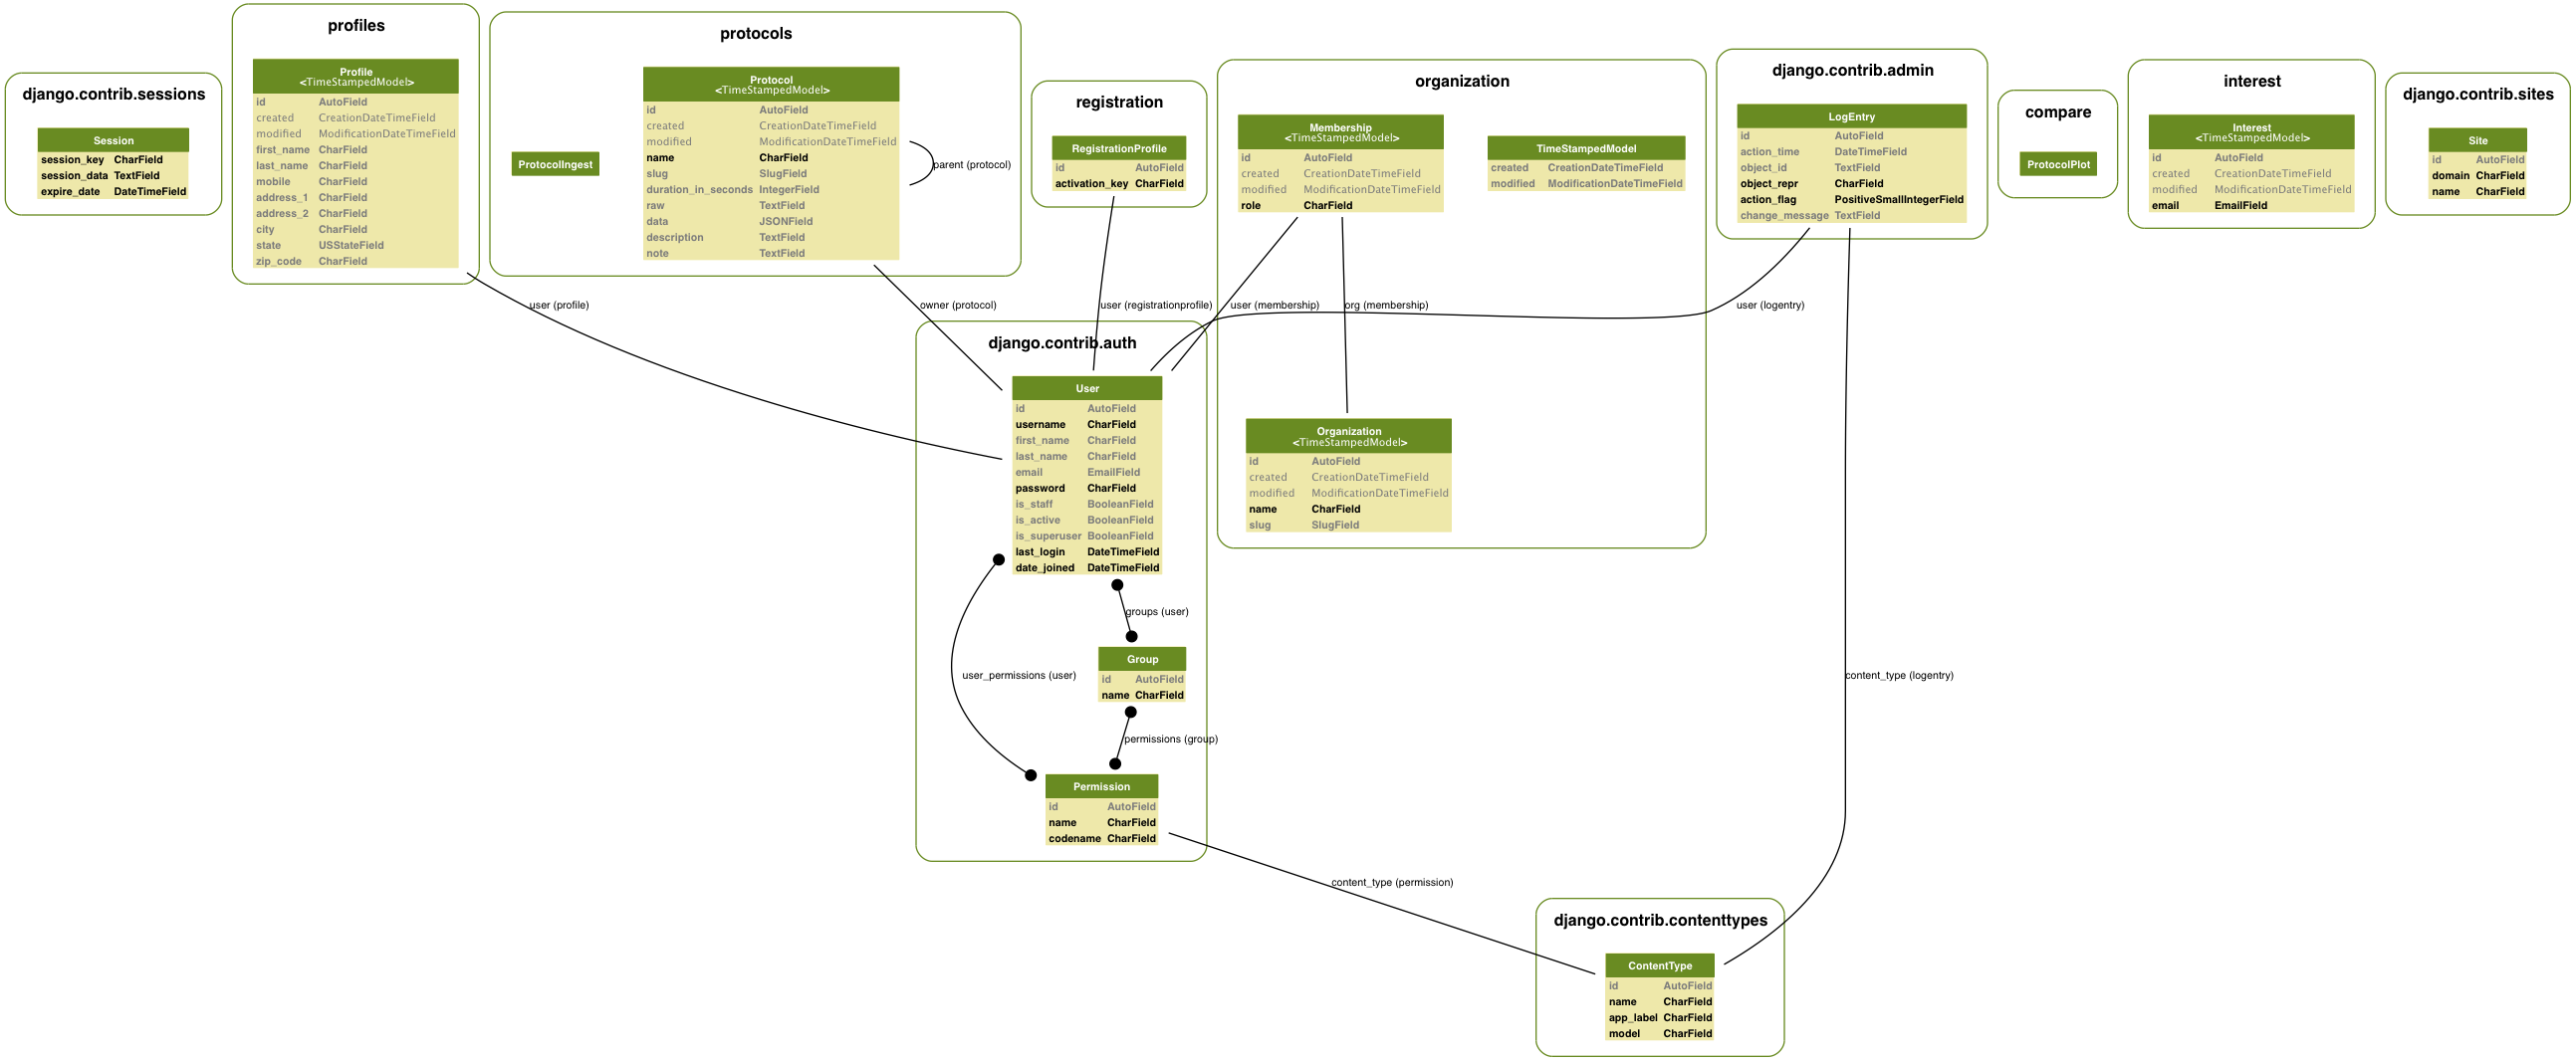 django.contrib.sessions
Session
session_key CharField
session_data TextField
expire_date DateTimeField
profiles
Profile
<TimeStampedModel>
id AutoField
created CreationDateTimeField
modified ModificationDateTimeField
first_name CharField
last_name CharField
mobile CharField
address_1 CharField
address_2 CharField
city CharField
state USStateField
zip_code CharField
protocols
ProtocolIngest
Protocol
<TimeStampedModel>
id AutoField
created CreationDateTimeField
modified ModificationDateTimeField
name CharField
slug SlugField
duration_in_seconds IntegerField
raw TextField
data JSONField
description TextField
note TextField
parent (protocol)
registration
RegistrationProfile
id AutoField
activation_key CharField
organization
Membership
<TimeStampedModel>
id AutoField
created CreationDateTimeField
modified ModificationDateTimeField
role CharField
TimeStampedModel
created CreationDateTimeField
modified ModificationDateTimeField
django.contrib.admin
LogEntry
id AutoField
action_time DateTimeField
object_id TextField
object_repr CharField
action_flag PositiveSmallIntegerField
change_message TextField
compare
ProtocolPlot
interest
Interest
<TimeStampedModel>
id AutoField
created CreationDateTimeField
modified ModificationDateTimeField
email EmailField
django.contrib.sites
Site
id AutoField
domain CharField
name CharField
user (profile)
owner (protocol)
user (registrationprofile)
user (membership)
org (membership)
user (logentry)
django.contrib.auth
User
id AutoField
username CharField
first_name CharField
last_name CharField
email EmailField
password CharField
is_staff BooleanField
is_active BooleanField
is_superuser BooleanField
last_login DateTimeField
date_joined DateTimeField
Organization
<TimeStampedModel>
id AutoField
created CreationDateTimeField
modified ModificationDateTimeField
name CharField
slug SlugField
groups (user)
Group
id AutoField
name CharField
user_permissions (user)
content_type (logentry)
permissions (group)
Permission
id AutoField
name CharField
codename CharField
content_type (permission)
django.contrib.contenttypes
ContentType
id AutoField
name CharField
app_label CharField
model CharField